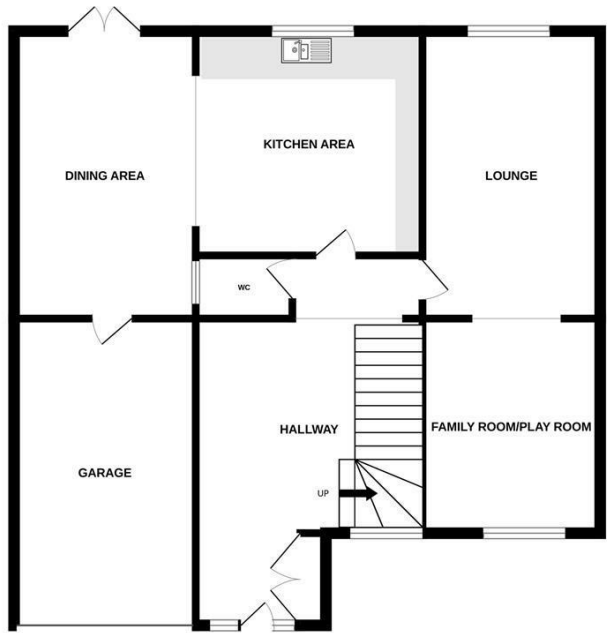 KITCHEN AREA
DINING AREA
LOUNGE
WC
HALLWAY
FAMILY ROOM/PLAY ROOM
GARAGE
UP